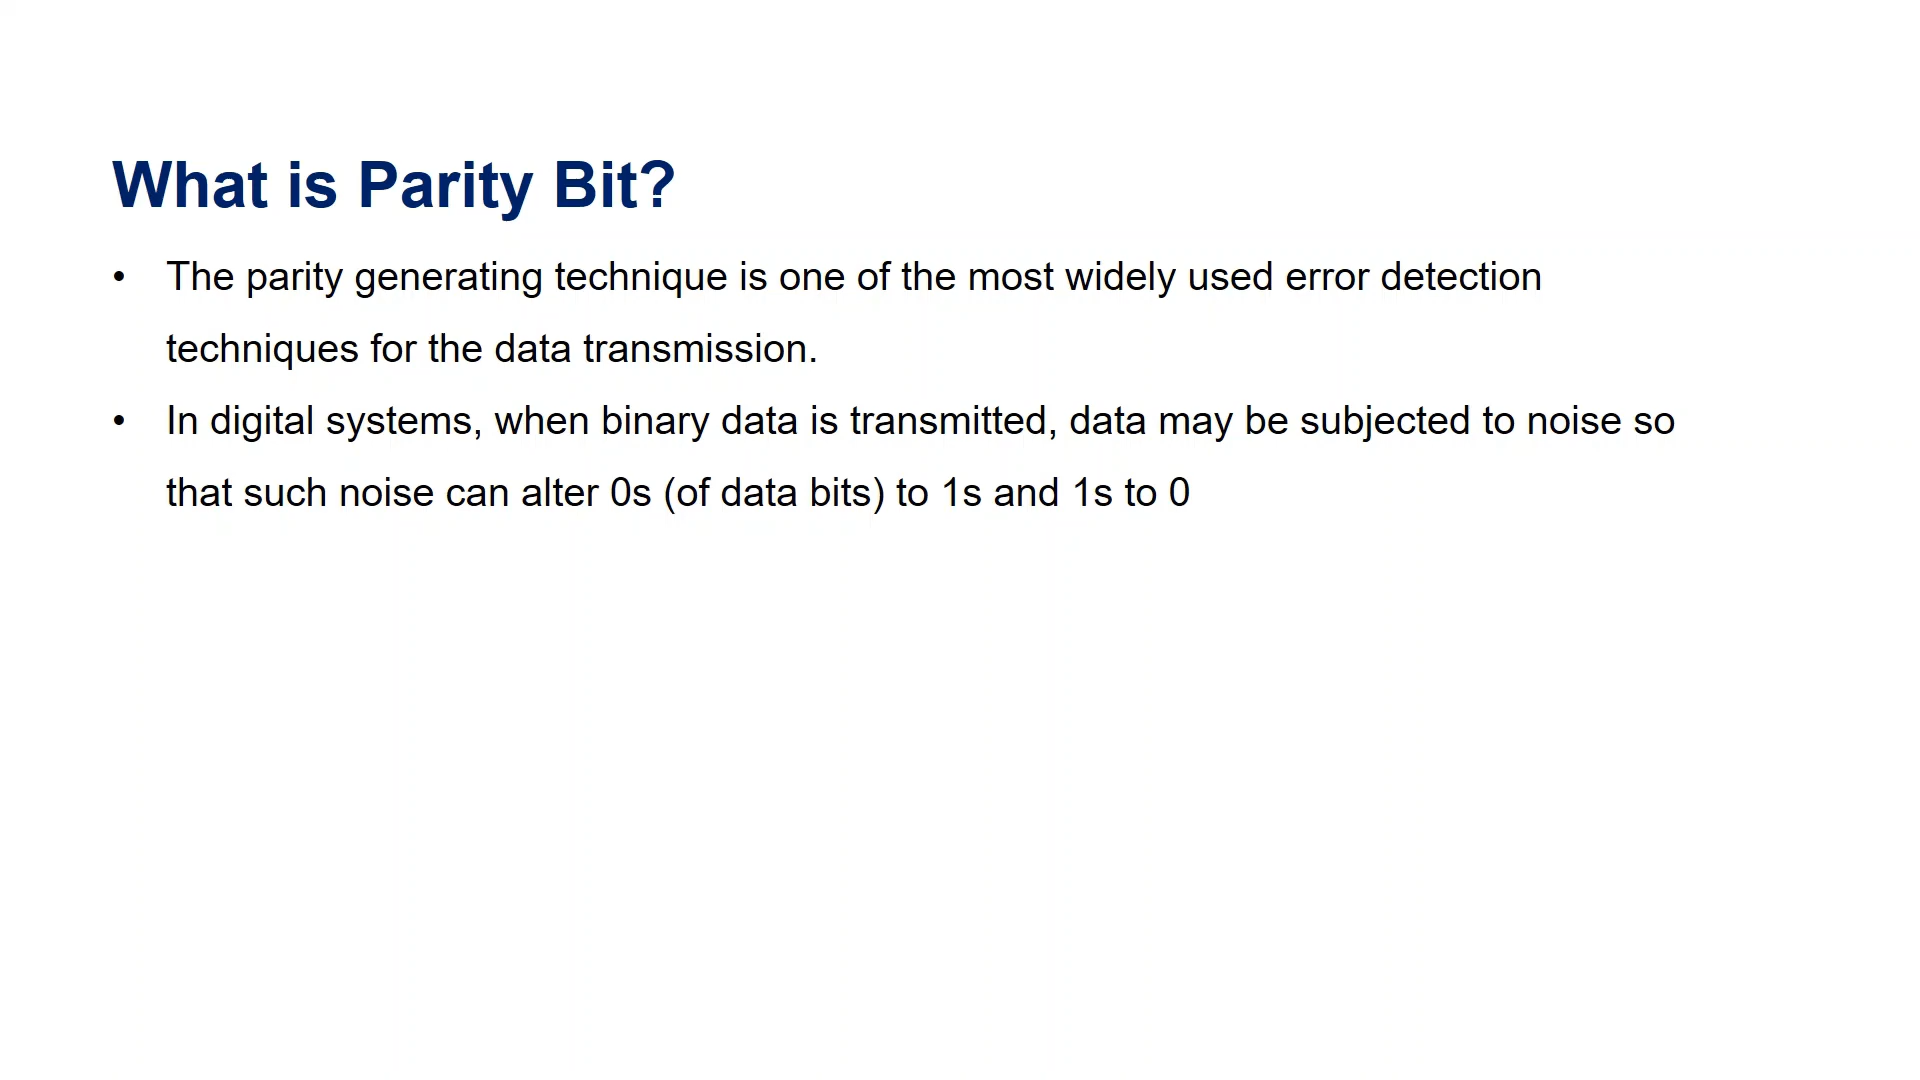 What is Parity Bit?
• The parity generating technique is one of the most widely used error detection
techniques for the data transmission.
• In digital systems, when binary data is transmitted, data may be subjected to noise so
that such noise can alter 0s (of data bits) to 1s and 1s to 0